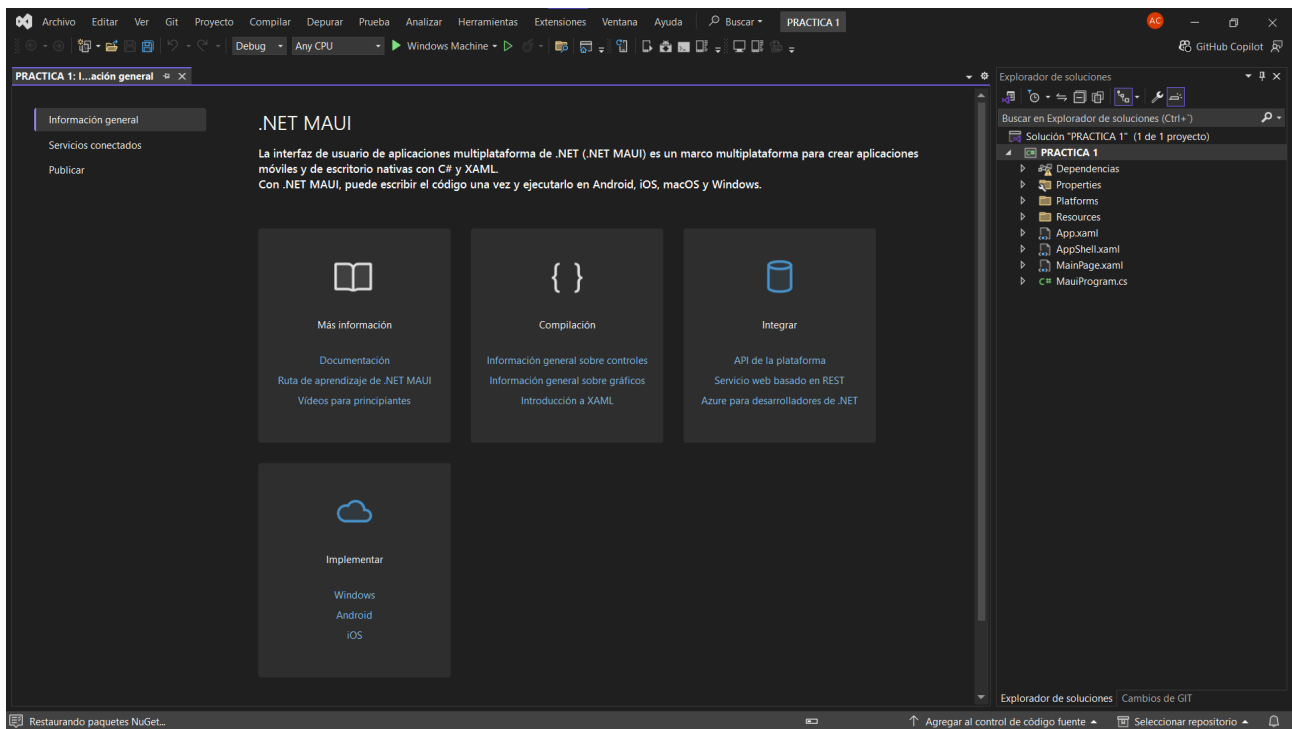 Archivo Editar Ver Git Proyecto Compilar Depurar Prueba Analizar Herramientas Extensiones Ventana Ayuda Buscar PRACTICA 1 AC
Debug Any CPU Windows Machine GitHub Copilot
PRACTICA 1: I...ación general
Explorador de soluciones
Información general
Servicios conectados
Publicar
.NET MAUI
La interfaz de usuario de aplicaciones multiplataforma de .NET (.NET MAUI) es un marco multiplataforma para crear aplicaciones
móviles y de escritorio nativas con C# y XAML.
Con .NET MAUI, puede escribir el código una vez y ejecutarlo en Android, iOS, macOS y Windows.
Más información
Documentación
Ruta de aprendizaje de .NET MAUI
Vídeos para principiantes
{ }
Compilación
Información general sobre controles
Información general sobre gráficos
Introducción a XAML
Integrar
API de la plataforma
Servicio web basado en REST
Azure para desarrolladores de .NET
Implementar
Windows
Android
iOS
Buscar en Explorador de soluciones (Ctrl+`)
Solución "PRACTICA 1" (1 de 1 proyecto)
C# PRACTICA 1
Dependencias
Properties
Platforms
Resources
App.xaml
AppShell.xaml
MainPage.xaml
C# MauiProgram.cs
Explorador de soluciones Cambios de GIT
Restaurando paquetes NuGet... Agregar al control de código fuente Seleccionar repositorio